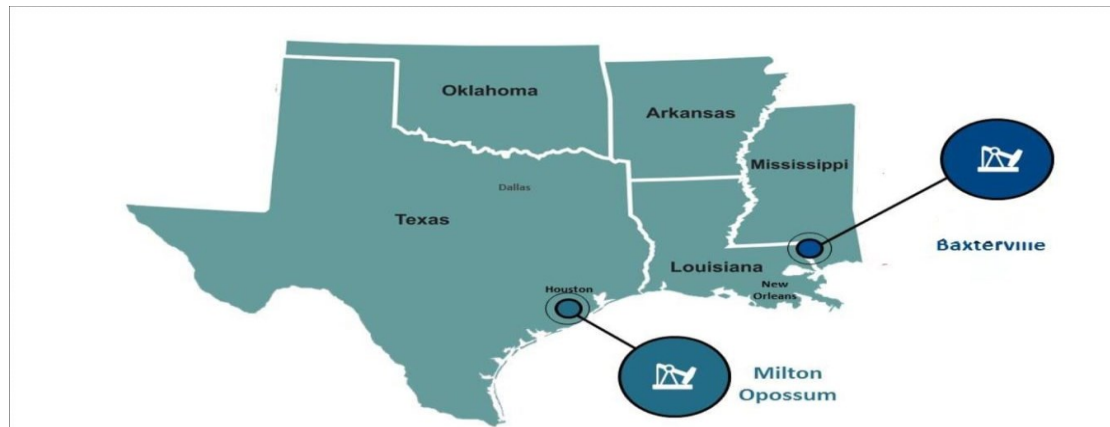 Oklahoma
Arkansas
Mississippi
Dallas
Texas
Baxterville
Louisiana
New
Orleans
Houston
Milton
Opossum